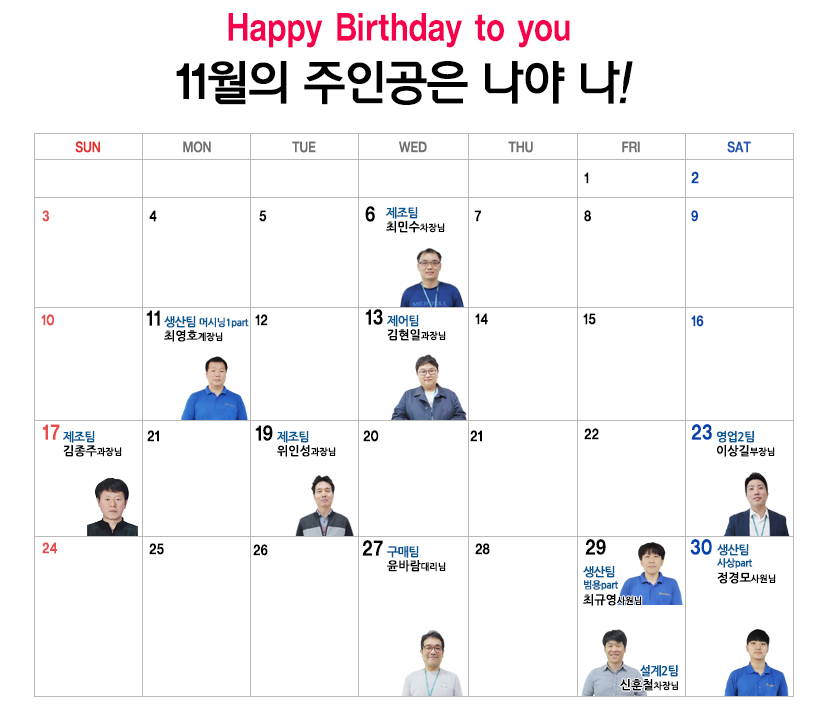 Happy Birthday to you
11월의 주인공은 나야 나!
SUN MON TUE WED THU FRI SAT
1 2
3 4 5 6 제조팀 7 8 9
최민수차장님
10 11 생산팀 머시닝1part 12 13 제어팀 14 15 16
최영호계장님 김현일과장님
17 제조팀 21 19 제조팀 20 21 22 23 영업2팀
김종주과장님 위인성과장님 이상길부장님
24 25 26 27 구매팀 28 29 30 생산팀
윤바람대리님 생산팀 사상part
범용part 정경모사원님
최규영사원님
설계2팀
신훈철차장님